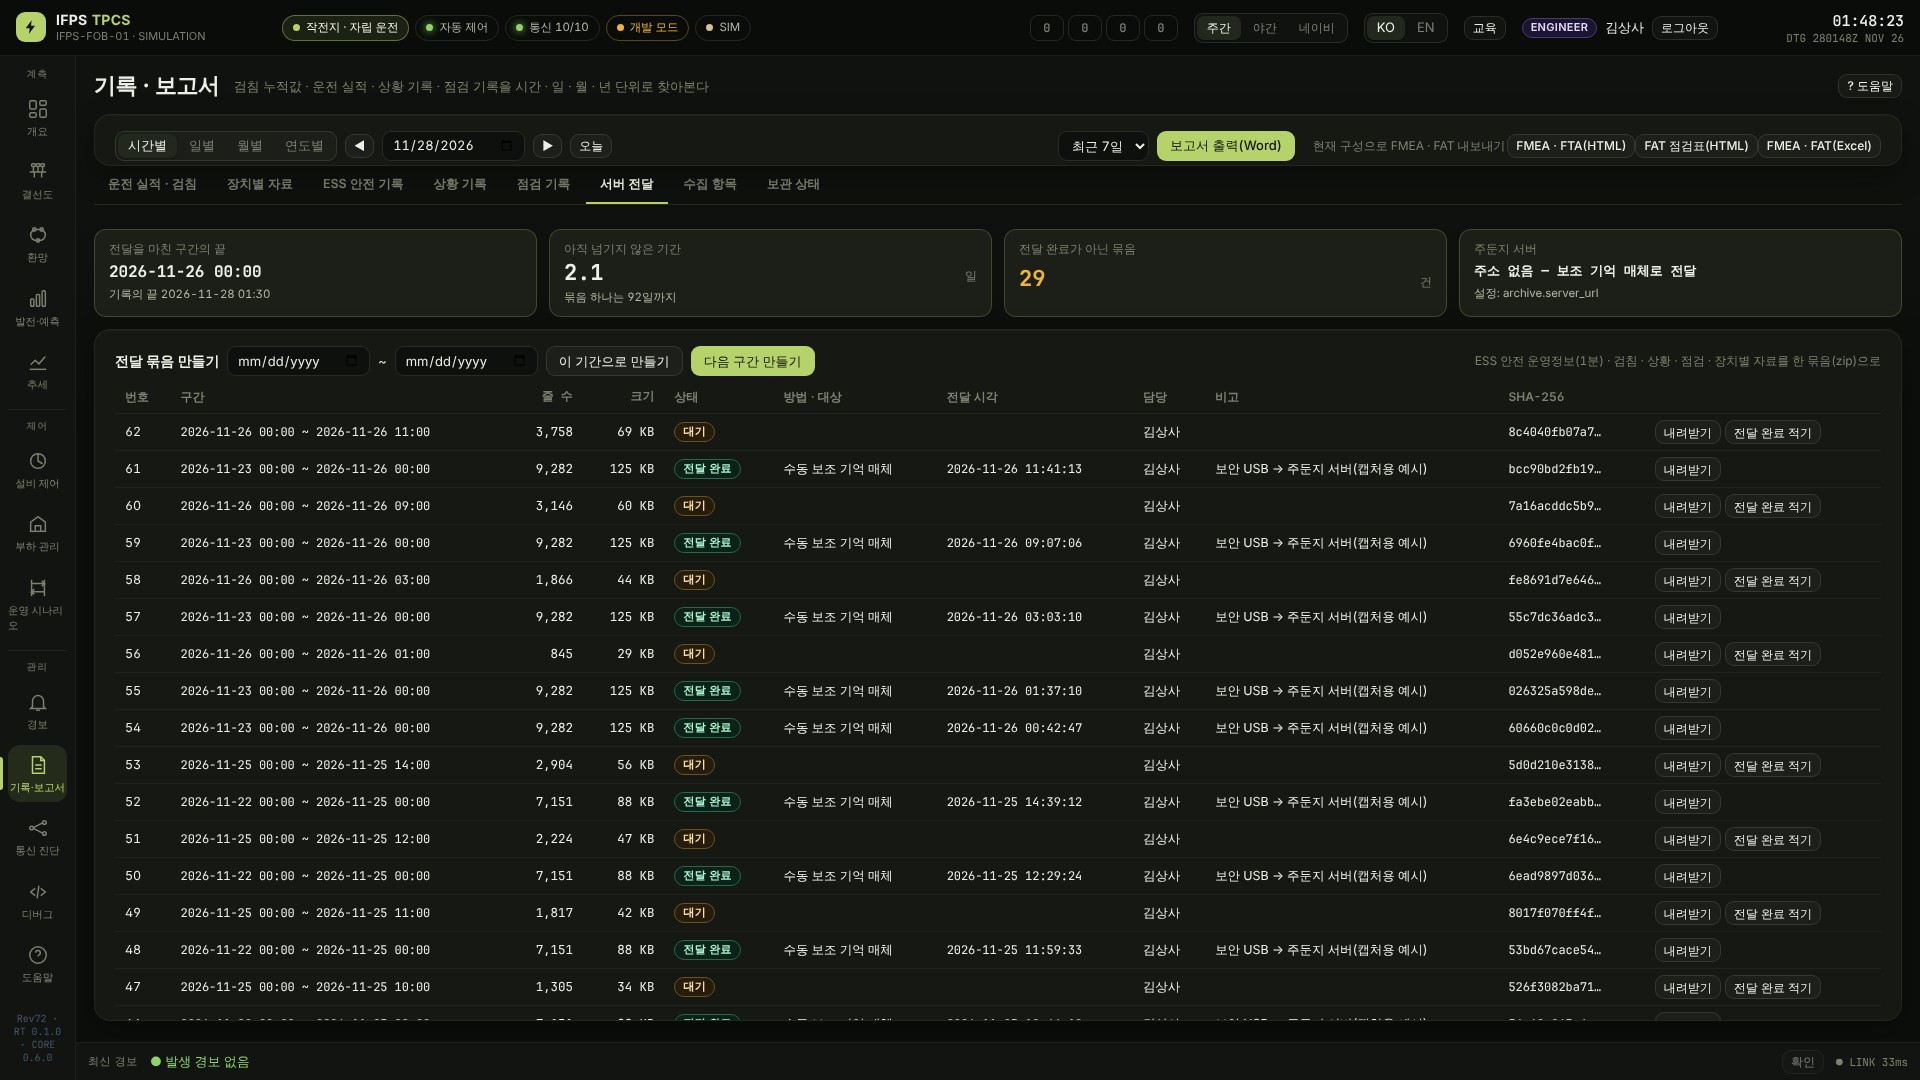 IFPS TPCS
IFPS-FOB-01 · SIMULATION
작전지 · 자립 운전
자동 제어
통신 10/10
개발 모드
SIM
0 0 0 0
주간 야간 네이비
KO EN
교육
ENGINEER 김상사 로그아웃
01:48:23
DTG 280148Z NOV 26
계측
개요
결선도
환망
발전·예측
추세
제어
설비 제어
부하 관리
운영 시나리
오
관리
경보
기록·보고서
통신 진단
디버그
도움말
Rev72 ·
RT 0.1.0
· CORE
0.6.0
기록 · 보고서 검침 누적값 · 운전 실적 · 상황 기록 · 점검 기록을 시간 · 일 · 월 · 년 단위로 찾아본다
? 도움말
시간별 일별 월별 연도별 ◀ 11/28/2026 ▶ 오늘
최근 7일 보고서 출력(Word) 현재 구성으로 FMEA · FAT 내보내기 FMEA · FTA(HTML) FAT 점검표(HTML) FMEA · FAT(Excel)
운전 실적 · 검침 장치별 자료 ESS 안전 기록 상황 기록 점검 기록 서버 전달 수집 항목 보관 상태
전달을 마친 구간의 끝
2026-11-26 00:00
기록의 끝 2026-11-28 01:30
아직 넘기지 않은 기간
2.1 일
묶음 하나는 92일까지
전달 완료가 아닌 묶음
29 건
주둔지 서버
주소 없음 — 보조 기억 매체로 전달
설정: archive.server_url
전달 묶음 만들기 mm/dd/yyyy ~ mm/dd/yyyy 이 기간으로 만들기 다음 구간 만들기
ESS 안전 운영정보(1분) · 검침 · 상황 · 점검 · 장치별 자료를 한 묶음(zip)으로
번호 구간 줄 수 크기 상태 방법 · 대상 전달 시각 담당 비고 SHA-256
62 2026-11-26 00:00 ~ 2026-11-26 11:00 3,758 69 KB 대기 김상사 8c4040fb07a7… 내려받기 전달 완료 적기
61 2026-11-23 00:00 ~ 2026-11-26 00:00 9,282 125 KB 전달 완료 수동 보조 기억 매체 2026-11-26 11:41:13 김상사 보안 USB → 주둔지 서버(캡처용 예시) bcc90bd2fb19… 내려받기
60 2026-11-26 00:00 ~ 2026-11-26 09:00 3,146 60 KB 대기 김상사 7a16acddc5b9… 내려받기 전달 완료 적기
59 2026-11-23 00:00 ~ 2026-11-26 00:00 9,282 125 KB 전달 완료 수동 보조 기억 매체 2026-11-26 09:07:06 김상사 보안 USB → 주둔지 서버(캡처용 예시) 6960fe4bac0f… 내려받기
58 2026-11-26 00:00 ~ 2026-11-26 03:00 1,866 44 KB 대기 김상사 fe8691d7e646… 내려받기 전달 완료 적기
57 2026-11-23 00:00 ~ 2026-11-26 00:00 9,282 125 KB 전달 완료 수동 보조 기억 매체 2026-11-26 03:03:10 김상사 보안 USB → 주둔지 서버(캡처용 예시) 55c7dc36adc3… 내려받기
56 2026-11-26 00:00 ~ 2026-11-26 01:00 845 29 KB 대기 김상사 d052e960e481… 내려받기 전달 완료 적기
55 2026-11-23 00:00 ~ 2026-11-26 00:00 9,282 125 KB 전달 완료 수동 보조 기억 매체 2026-11-26 01:37:10 김상사 보안 USB → 주둔지 서버(캡처용 예시) 026325a598de… 내려받기
54 2026-11-23 00:00 ~ 2026-11-26 00:00 9,282 125 KB 전달 완료 수동 보조 기억 매체 2026-11-26 00:42:47 김상사 보안 USB → 주둔지 서버(캡처용 예시) 60660c0c0d02… 내려받기
53 2026-11-25 00:00 ~ 2026-11-25 14:00 2,904 56 KB 대기 김상사 5d0d210e3138… 내려받기 전달 완료 적기
52 2026-11-22 00:00 ~ 2026-11-25 00:00 7,151 88 KB 전달 완료 수동 보조 기억 매체 2026-11-25 14:39:12 김상사 보안 USB → 주둔지 서버(캡처용 예시) fa3ebe02eabb… 내려받기
51 2026-11-25 00:00 ~ 2026-11-25 12:00 2,224 47 KB 대기 김상사 6e4c9ece7f16… 내려받기 전달 완료 적기
50 2026-11-22 00:00 ~ 2026-11-25 00:00 7,151 88 KB 전달 완료 수동 보조 기억 매체 2026-11-25 12:29:24 김상사 보안 USB → 주둔지 서버(캡처용 예시) 6ead9897d036… 내려받기
49 2026-11-25 00:00 ~ 2026-11-25 11:00 1,817 42 KB 대기 김상사 8017f070ff4f… 내려받기 전달 완료 적기
48 2026-11-22 00:00 ~ 2026-11-25 00:00 7,151 88 KB 전달 완료 수동 보조 기억 매체 2026-11-25 11:59:33 김상사 보안 USB → 주둔지 서버(캡처용 예시) 53bd67cace54… 내려받기
47 2026-11-25 00:00 ~ 2026-11-25 10:00 1,305 34 KB 대기 김상사 526f3082ba71… 내려받기 전달 완료 적기
최신 경보 발생 경보 없음
확인 LINK 33ms